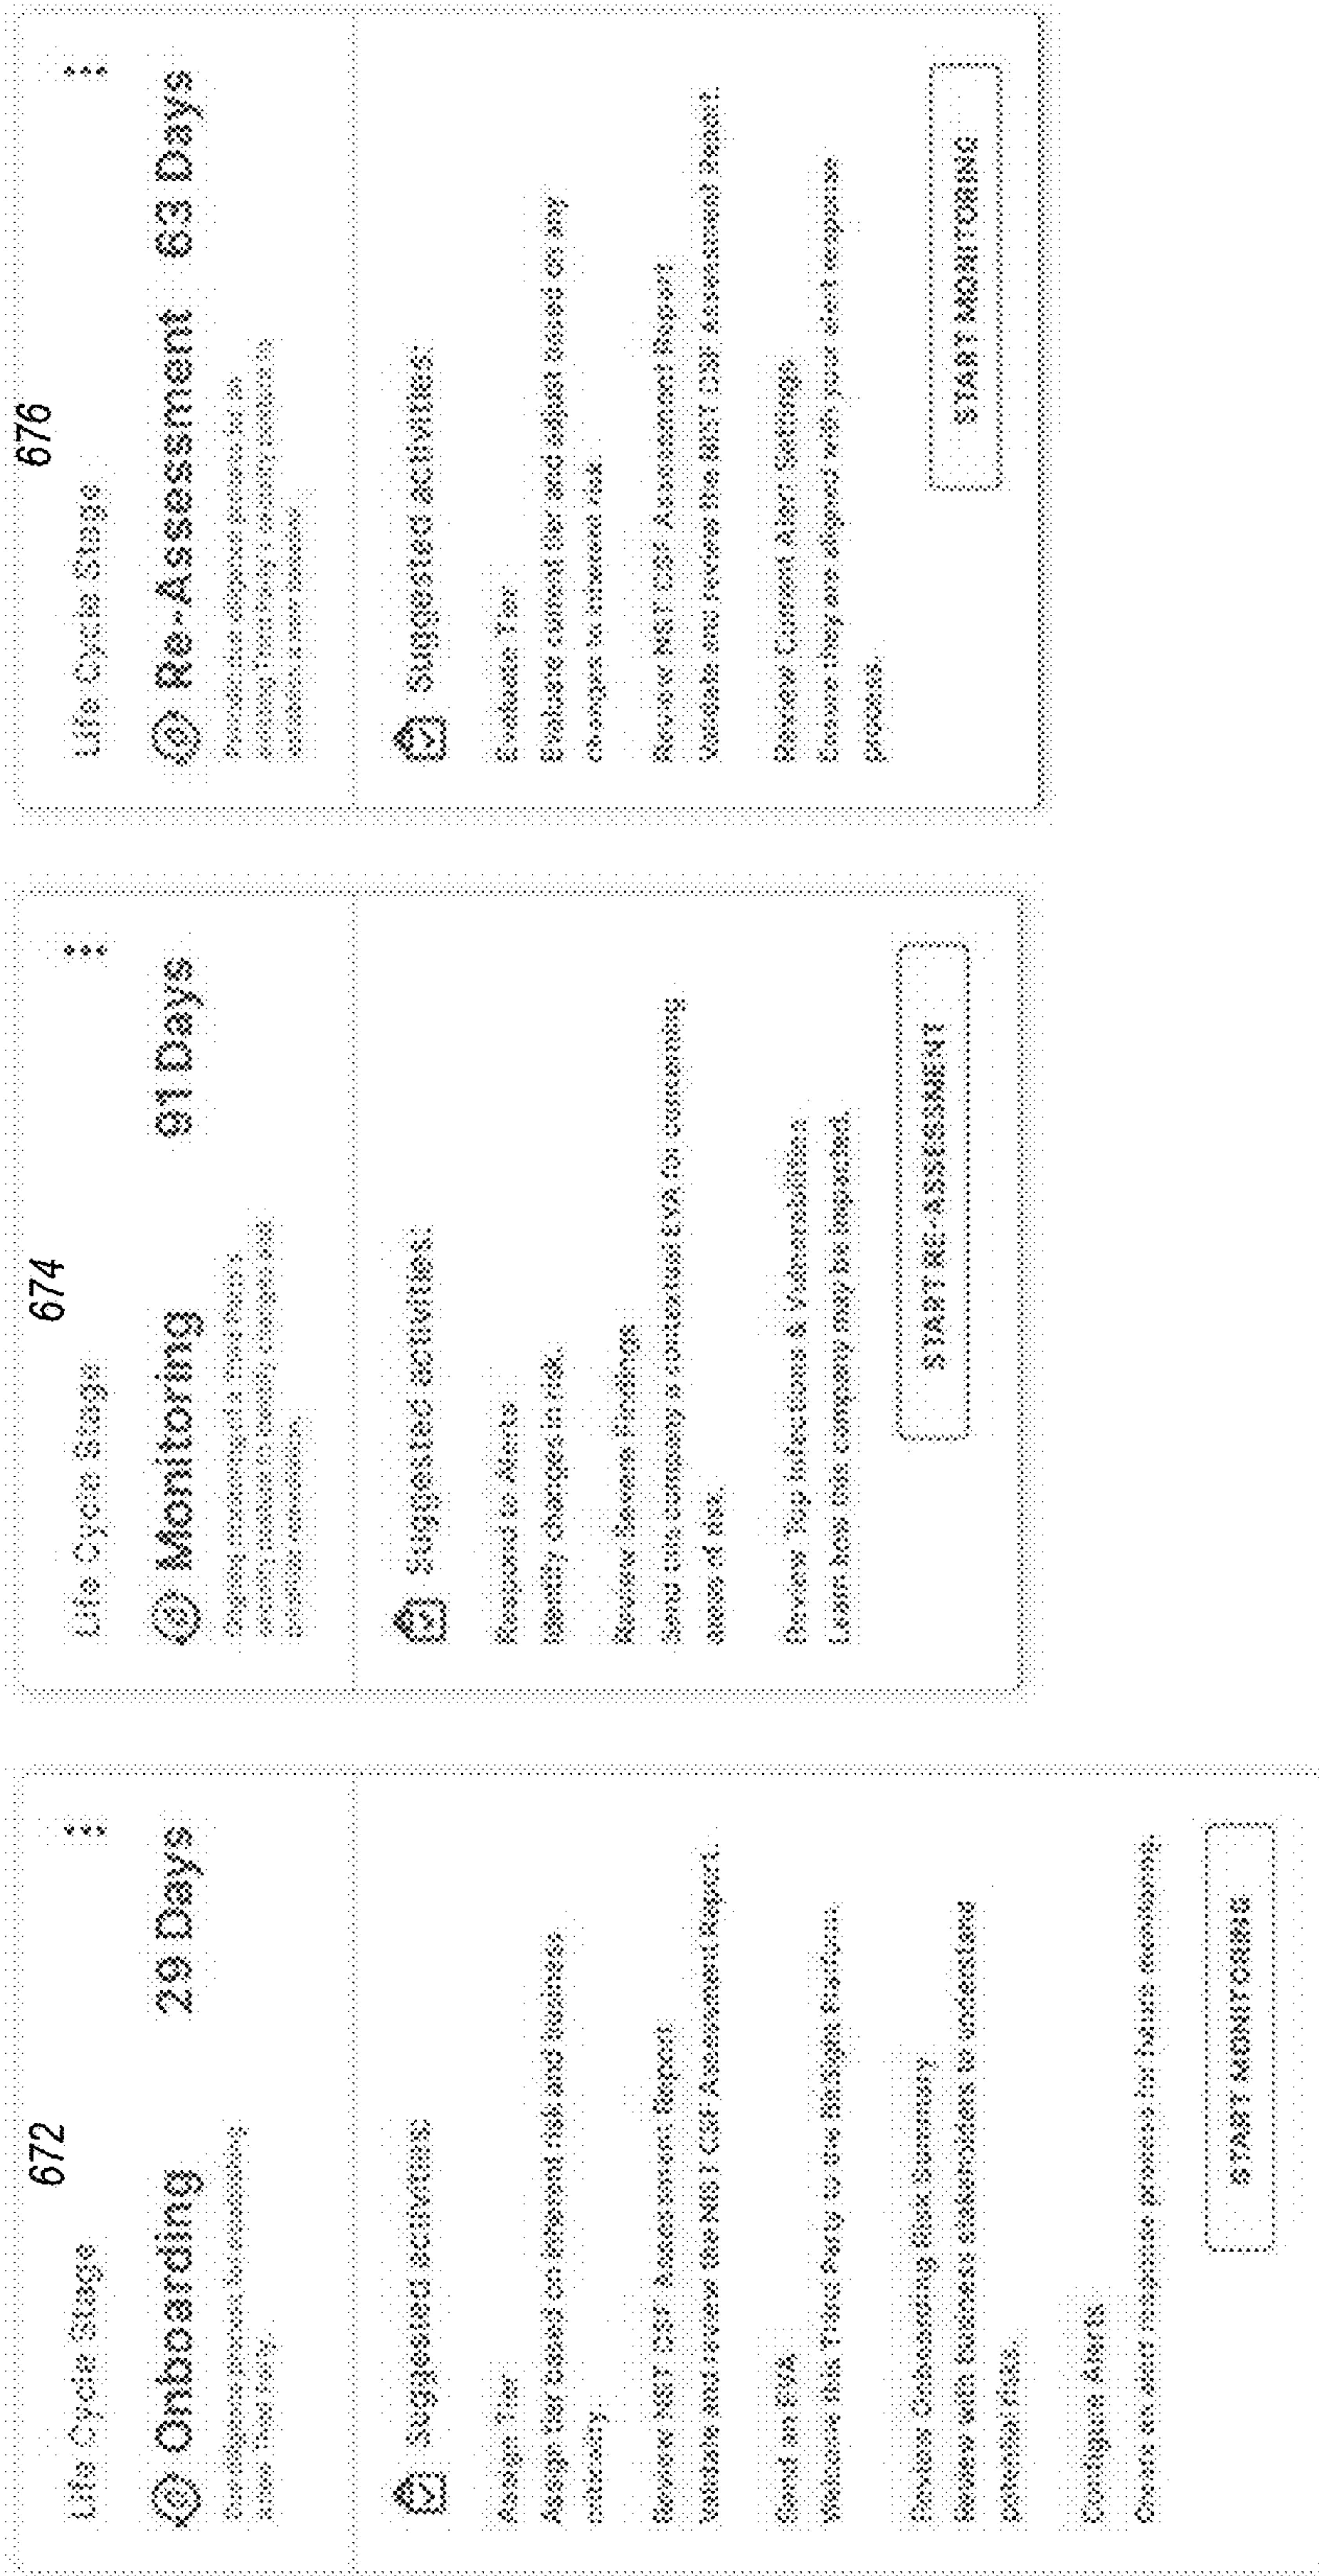 672
Life Cycle Stage
Onboarding 29 Days
Suggested activities:
Assign Tier
Assign tier based on inherent risk and business
criticality.
Review NIST CSF Assessment Report
Validate and review the NIST CSF Assessment Report.
Send an EVA
Welcome this Third Party to the Insights Platform.
Review Onboarding Risk Summary
Review with business stakeholders to understand
potential risks.
Configure Alerts
Create an alert response process for future monitoring.
START MONITORING
674
Life Cycle Stage
Monitoring 91 Days
Suggested activities:
Respond to Alerts
Identify changes in risk.
Review Severe Findings
Send this company a contextual EVA for concerning
areas of risk.
Review Top Infections & Vulnerabilities
Learn how this company may be impacted.
START RE-ASSESSMENT
676
Life Cycle Stage
Re-Assessment 63 Days
Suggested activities:
Evaluate Tier
Evaluate current tier and adjust based on any
changes to inherent risk.
Review NIST CSF Assessment Report
Validate and review the NIST CSF Assessment Report.
Review Current Alert Settings
Ensure they are aligned with your alert response
process.
START MONITORING